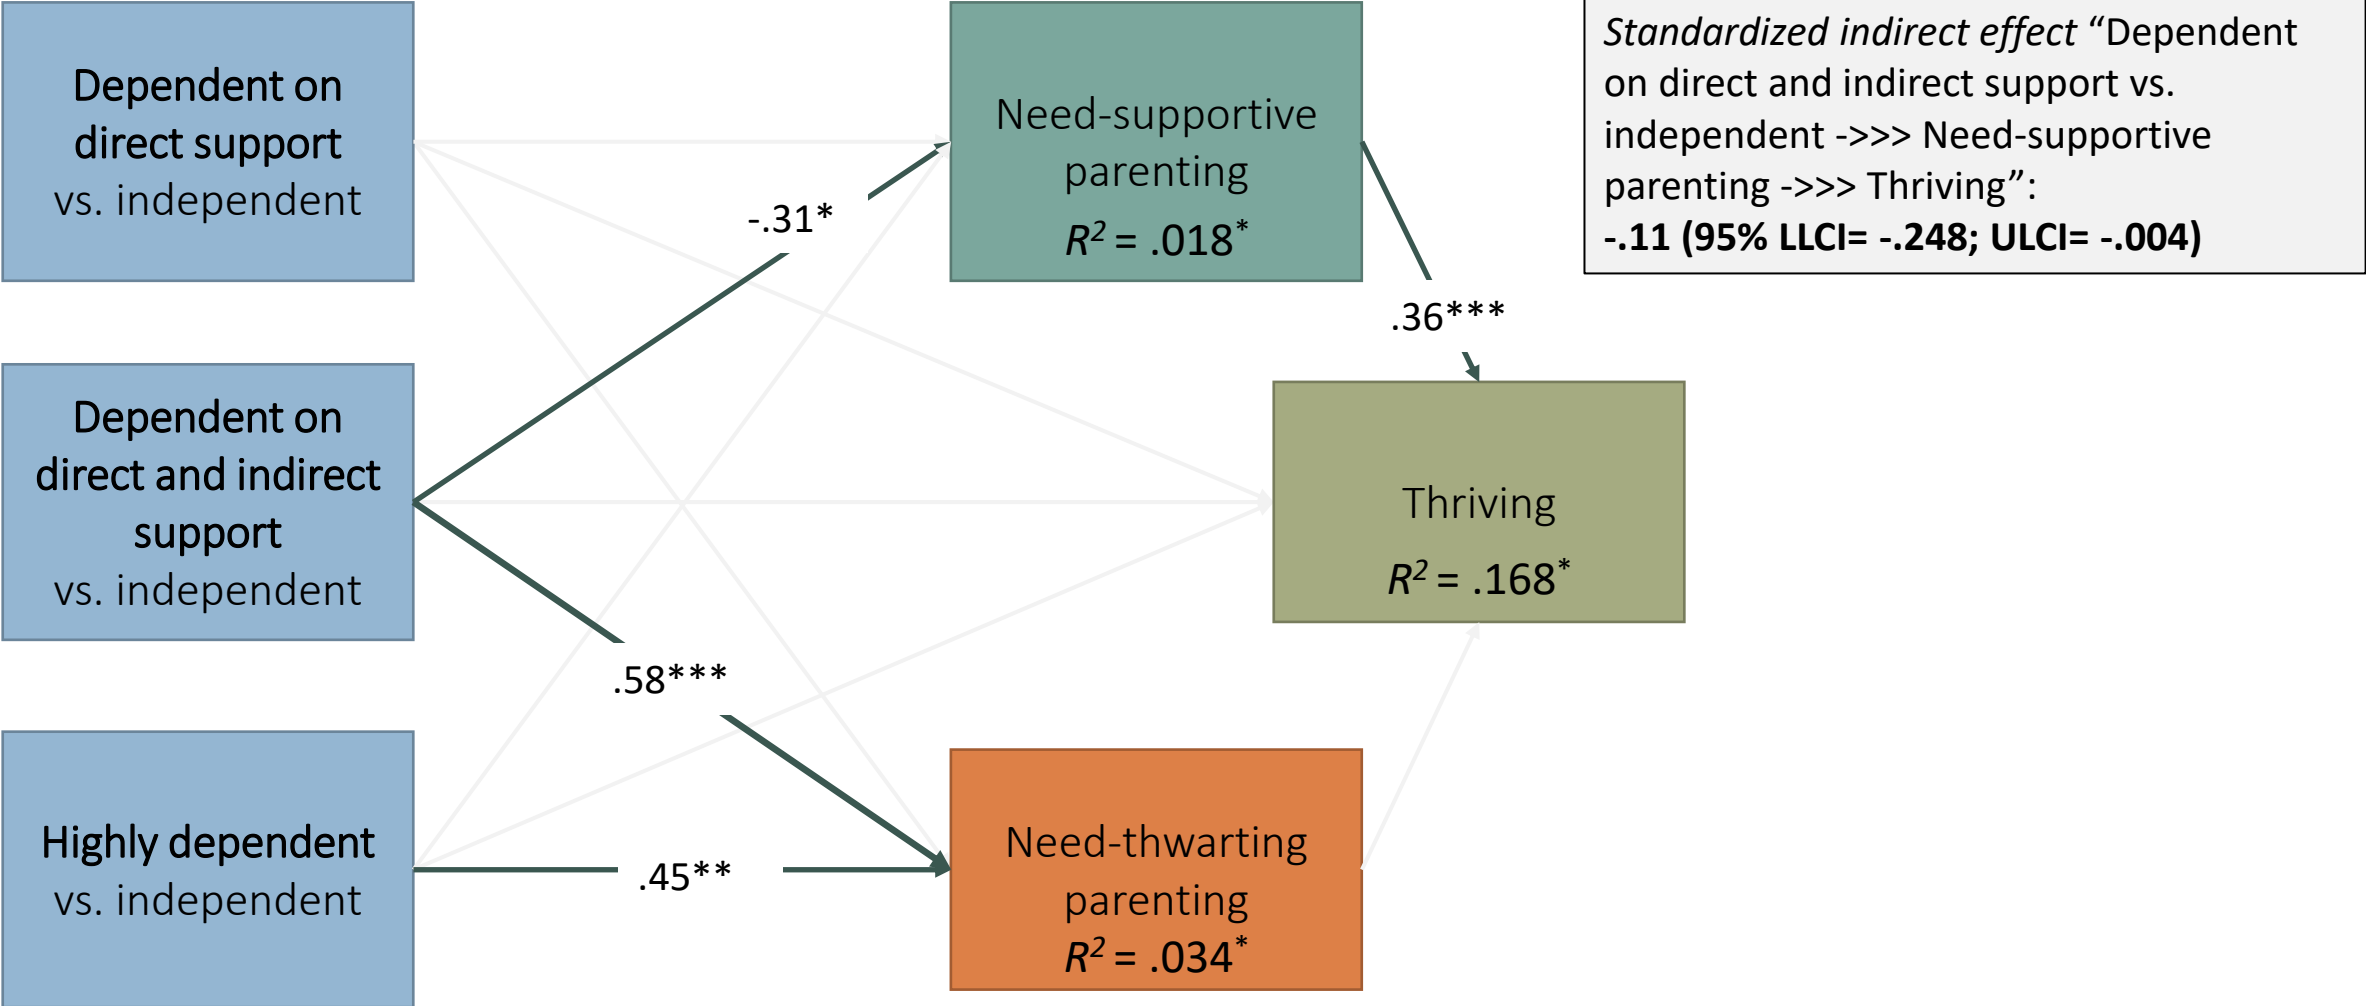 Dependent on
direct support
vs. independent
Need-supportive
parenting
R² = .018*
Standardized indirect effect “Dependent
on direct and indirect support vs.
independent ->>> Need-supportive
parenting ->>> Thriving”:
-.11 (95% LLCI= -.248; ULCI= -.004)
-.31*
.36***
Dependent on
direct and indirect
support
vs. independent
Thriving
R² = .168*
.58***
Highly dependent
vs. independent
.45**
Need-thwarting
parenting
R² = .034*